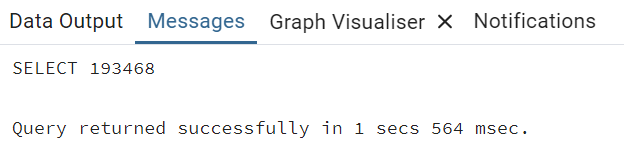 Data Output Messages Graph Visualiser × Notifications
SELECT 193468
Query returned successfully in 1 secs 564 msec.